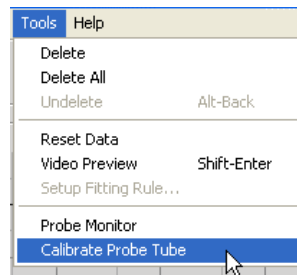 Tools Help
Delete
Delete All
Undelete Alt-Back
Reset Data
Video Preview Shift-Enter
Setup Fitting Rule...
Probe Monitor
Calibrate Probe Tube